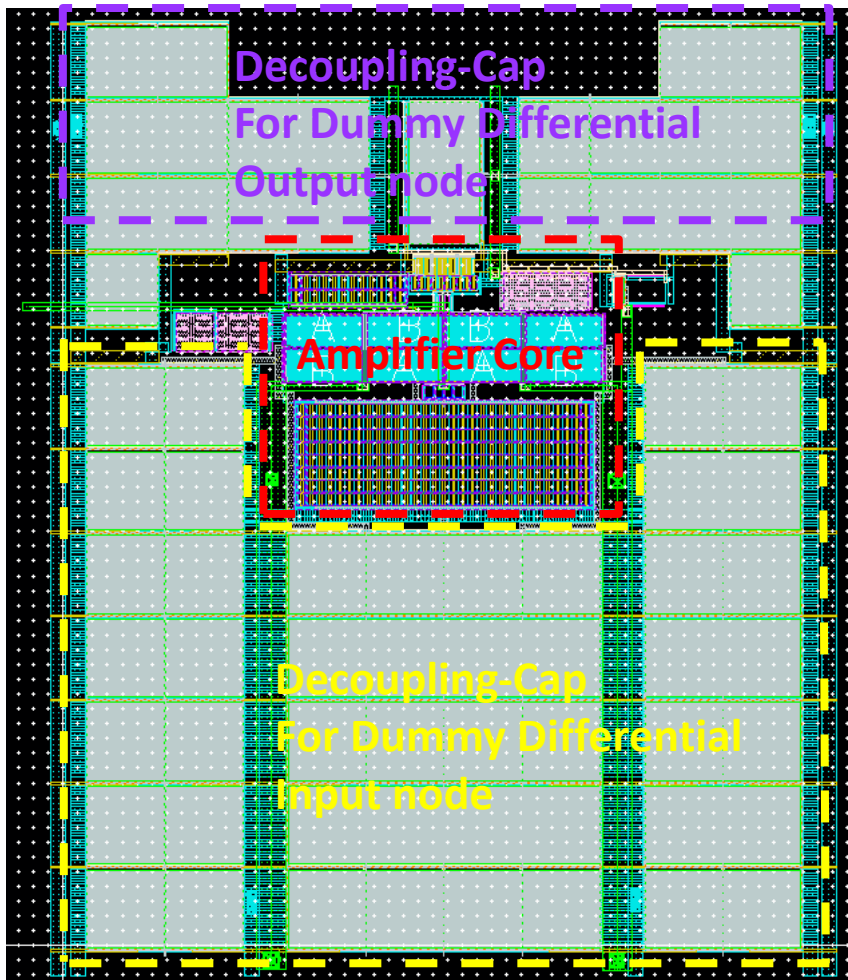 Decoupling-Cap
For Dummy Differential
Output node
A B B A
Amplifier Core
B A A B
Decoupling-Cap
For Dummy Differential
Input node